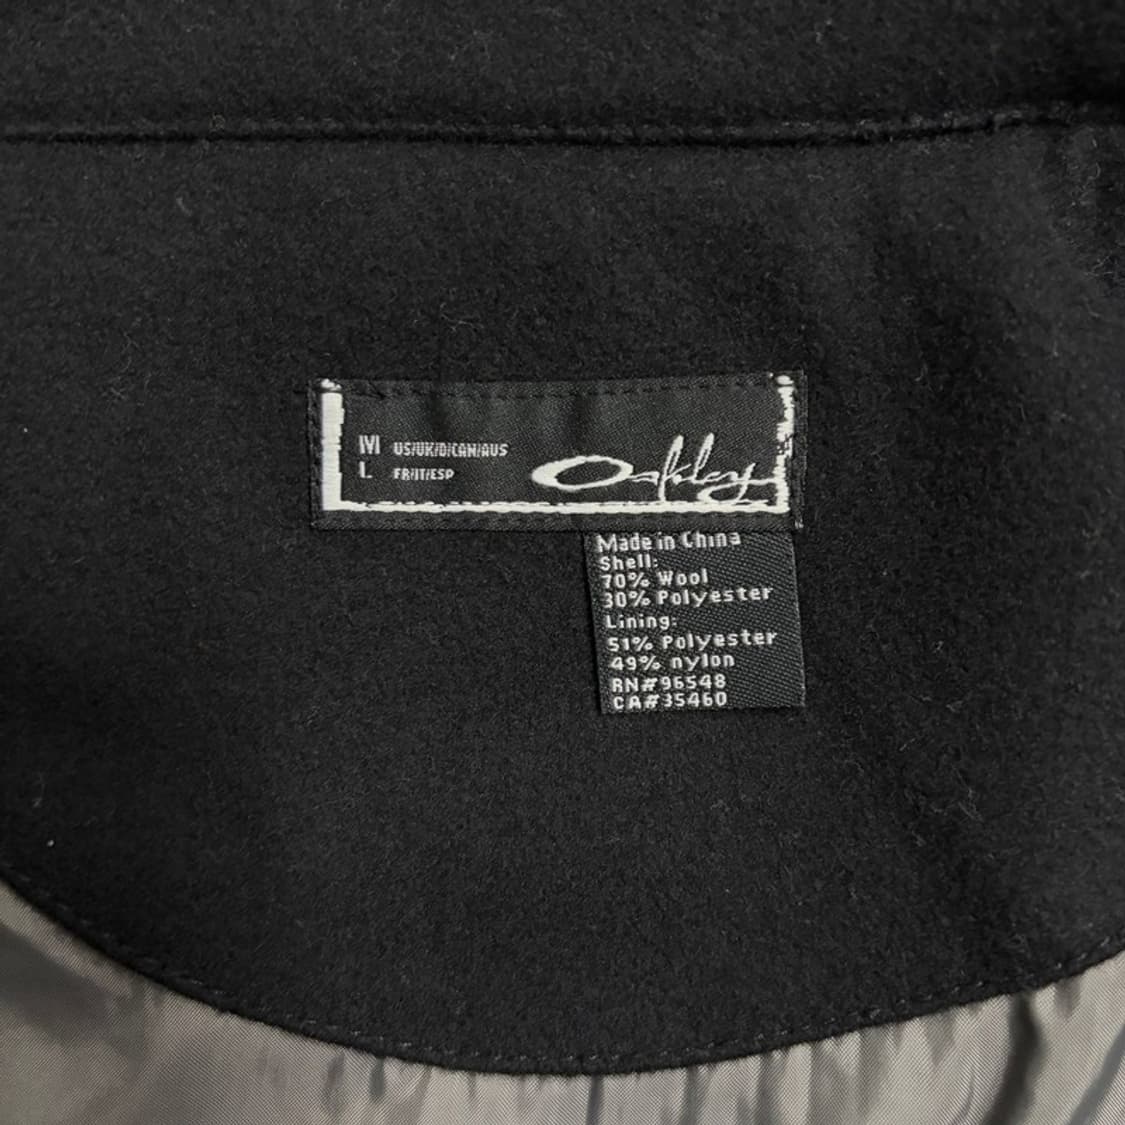 M US/UK/D/CAN/AUS
L FR/IT/ESP
Oakley
Made in China
Shell:
70% Wool
30% Polyester
Lining:
51% Polyester
49% nylon
RN#96548
CA#35460